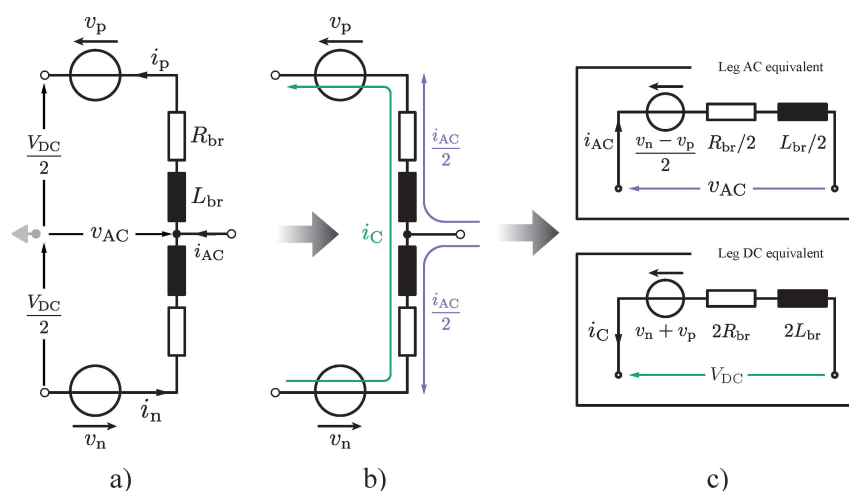 v_p
i_p
V_DC/2
R_br
L_br
v_AC
i_AC
V_DC/2
i_n
v_n
a)
v_p
i_AC/2
i_C
i_AC/2
v_n
b)
Leg AC equivalent
i_AC
(v_n − v_p)/2
R_br/2
L_br/2
v_AC
Leg DC equivalent
i_C
v_n + v_p
2R_br
2L_br
V_DC
c)